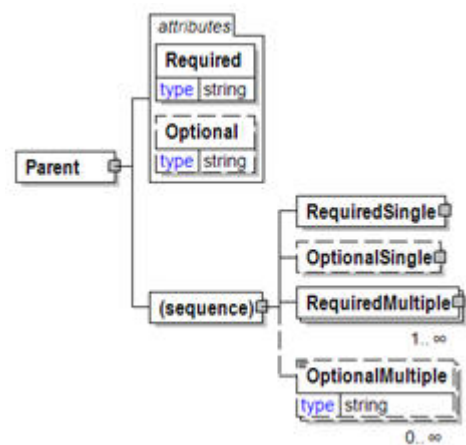 attributes
Required
type string
Optional
type string
Parent
RequiredSingle
OptionalSingle
(sequence)
RequiredMultiple
1.. ∞
OptionalMultiple
type string
0.. ∞